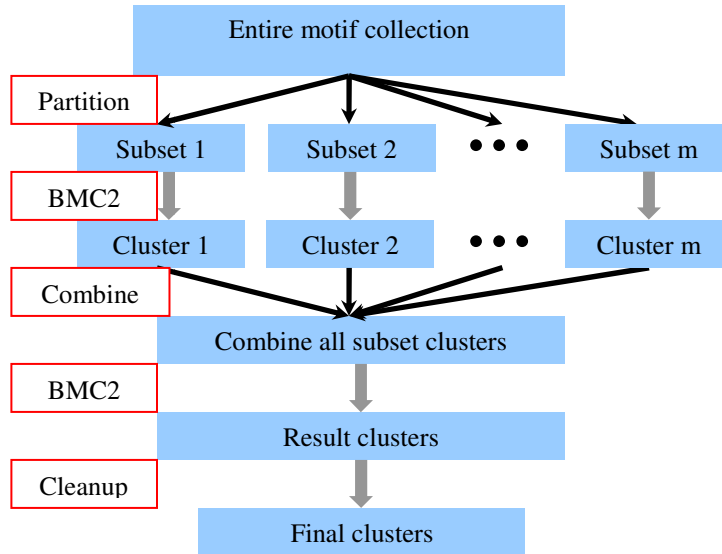 Entire motif collection
Partition
Subset 1
Subset 2
Subset m
BMC2
Cluster 1
Cluster 2
Cluster m
Combine
Combine all subset clusters
BMC2
Result clusters
Cleanup
Final clusters